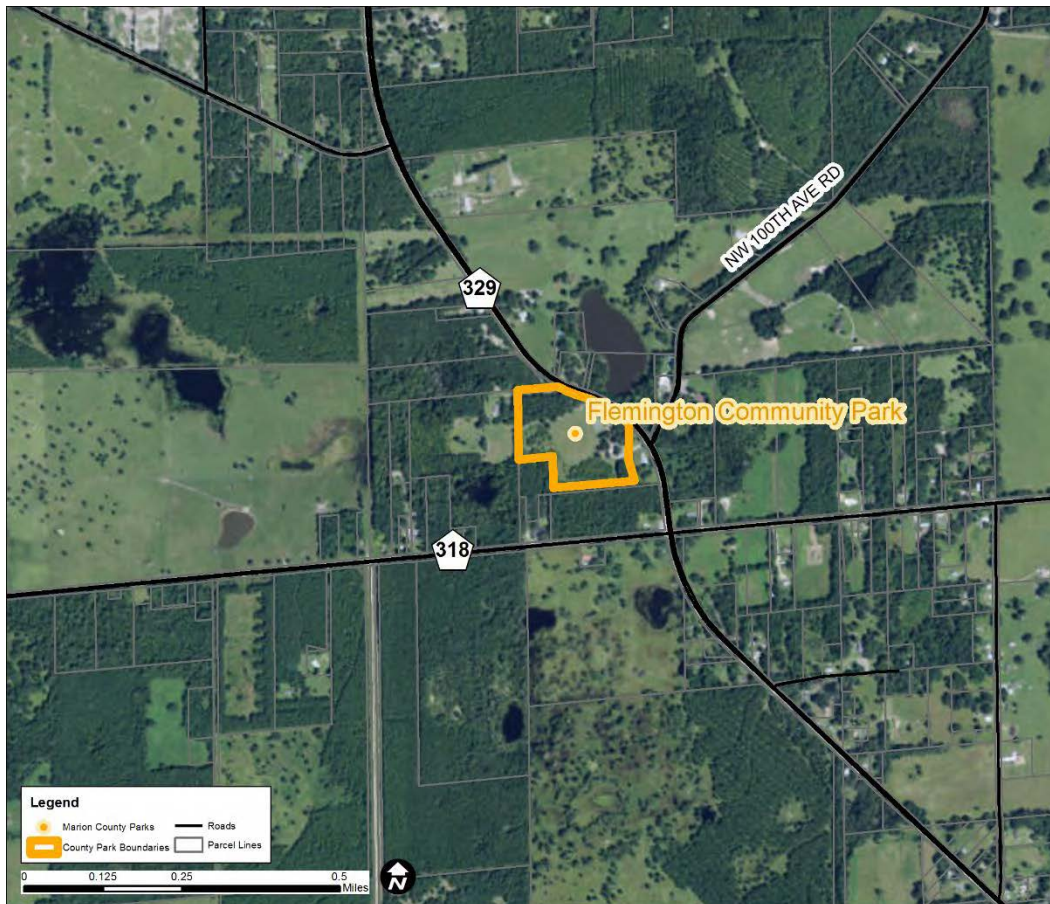 NW 100TH AVE RD
329
Flemington Community Park
318
Legend
Marion County Parks
Roads
County Park Boundaries
Parcel Lines
0 0.125 0.25 0.5
Miles
N